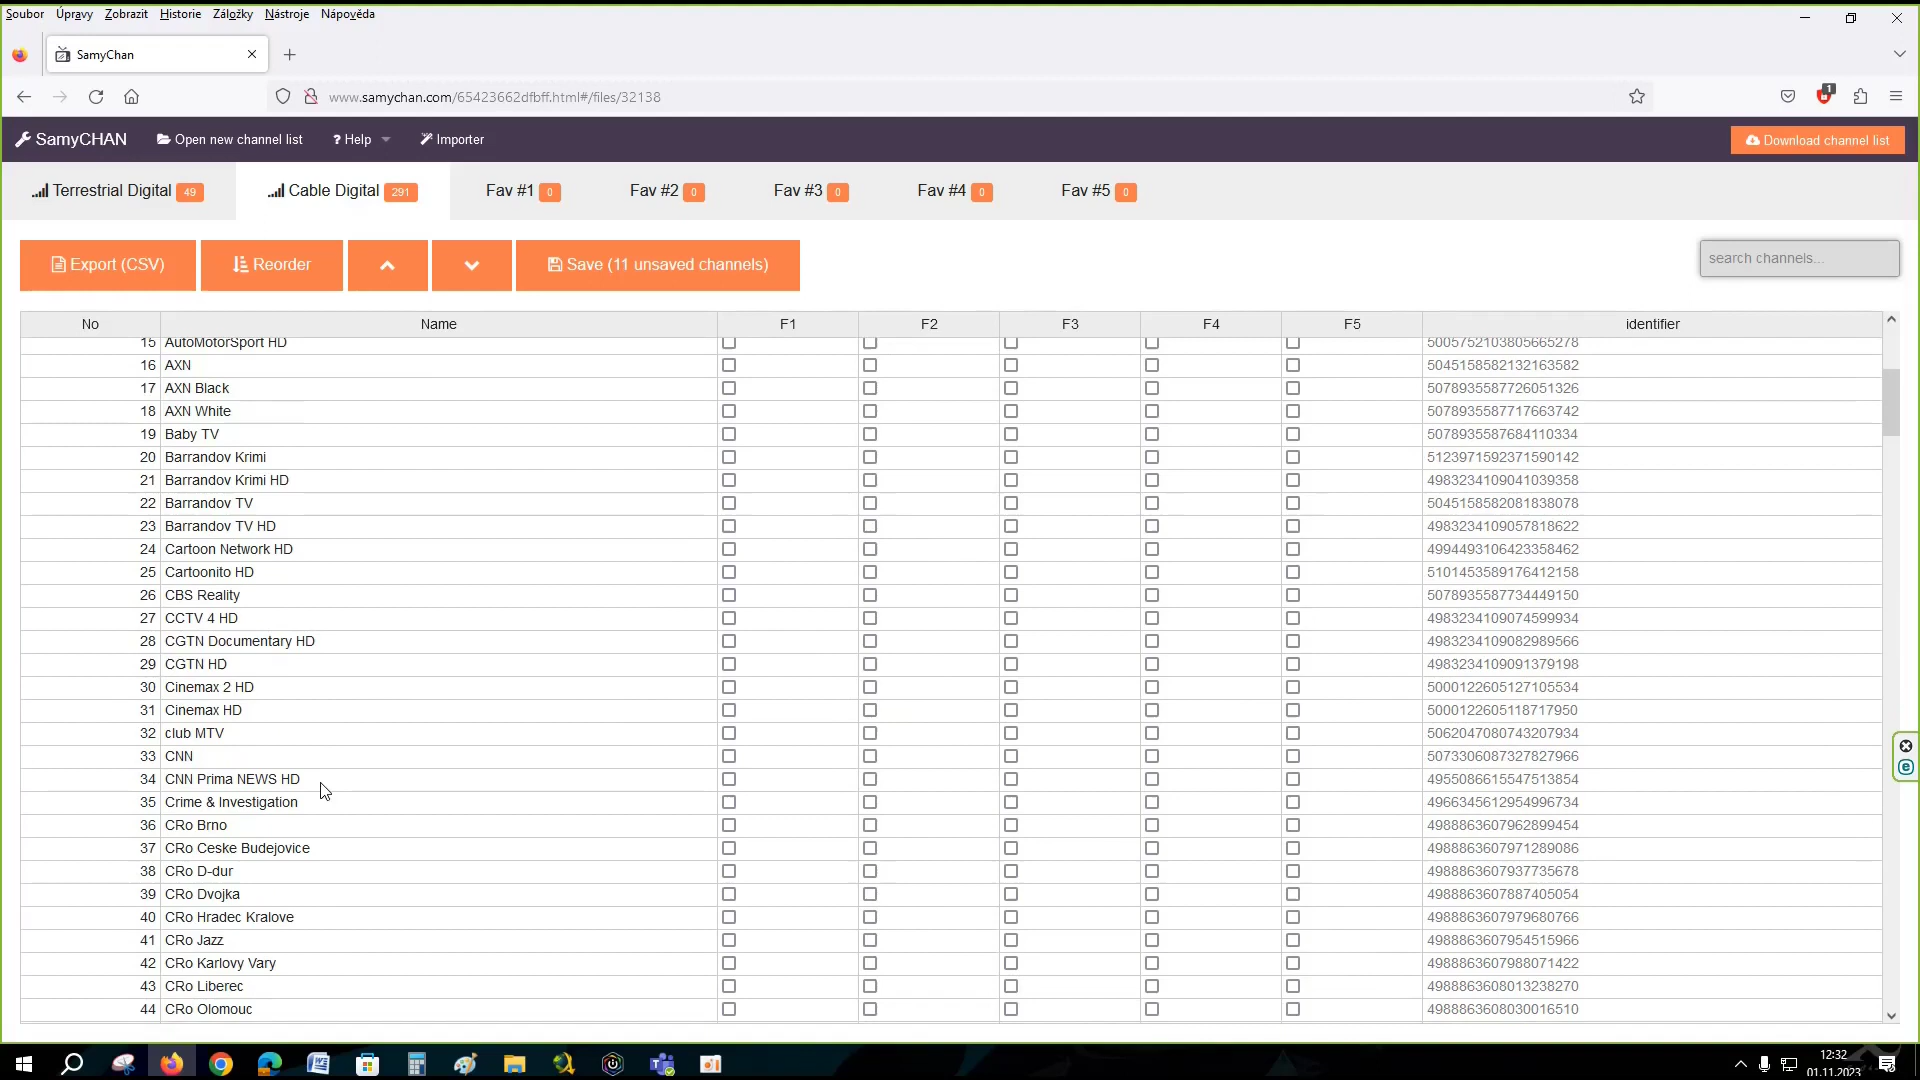 Soubor Úpravy Zobrazit Historie Záložky Nástroje Nápověda
SamyChan
www.samychan.com/65423662dfbff.html#/files/32138
1
SamyCHAN Open new channel list ? Help Importer Download channel list
Terrestrial Digital 49 Cable Digital 291 Fav #1 0 Fav #2 0 Fav #3 0 Fav #4 0 Fav #5 0
Export (CSV) Reorder Save (11 unsaved channels) search channels...
No Name F1 F2 F3 F4 F5 identifier
15 AutoMotorSport HD 5005752103805665278
16 AXN 5045158582132163582
17 AXN Black 5078935587726051326
18 AXN White 5078935587717663742
19 Baby TV 5078935587684110334
20 Barrandov Krimi 5123971592371590142
21 Barrandov Krimi HD 4983234109041039358
22 Barrandov TV 5045158582081838078
23 Barrandov TV HD 4983234109057818622
24 Cartoon Network HD 4994493106423358462
25 Cartoonito HD 5101453589176412158
26 CBS Reality 5078935587734449150
27 CCTV 4 HD 4983234109074599934
28 CGTN Documentary HD 4983234109082989566
29 CGTN HD 4983234109091379198
30 Cinemax 2 HD 5000122605127105534
31 Cinemax HD 5000122605118717950
32 club MTV 5062047080743207934
33 CNN 5073306087327827966
34 CNN Prima NEWS HD 4955086615547513854
35 Crime & Investigation 4966345612954996734
36 CRo Brno 4988863607962899454
37 CRo Ceske Budejovice 4988863607971289086
38 CRo D-dur 4988863607937735678
39 CRo Dvojka 4988863607887405054
40 CRo Hradec Kralove 4988863607979680766
41 CRo Jazz 4988863607954515966
42 CRo Karlovy Vary 4988863607988071422
43 CRo Liberec 4988863608013238270
44 CRo Olomouc 4988863608030016510
12:32
01.11.2023